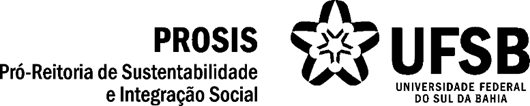 PROSIS
Pró-Reitoria de Sustentabilidade
e Integração Social
UFSB
UNIVERSIDADE FEDERAL
DO SUL DA BAHIA